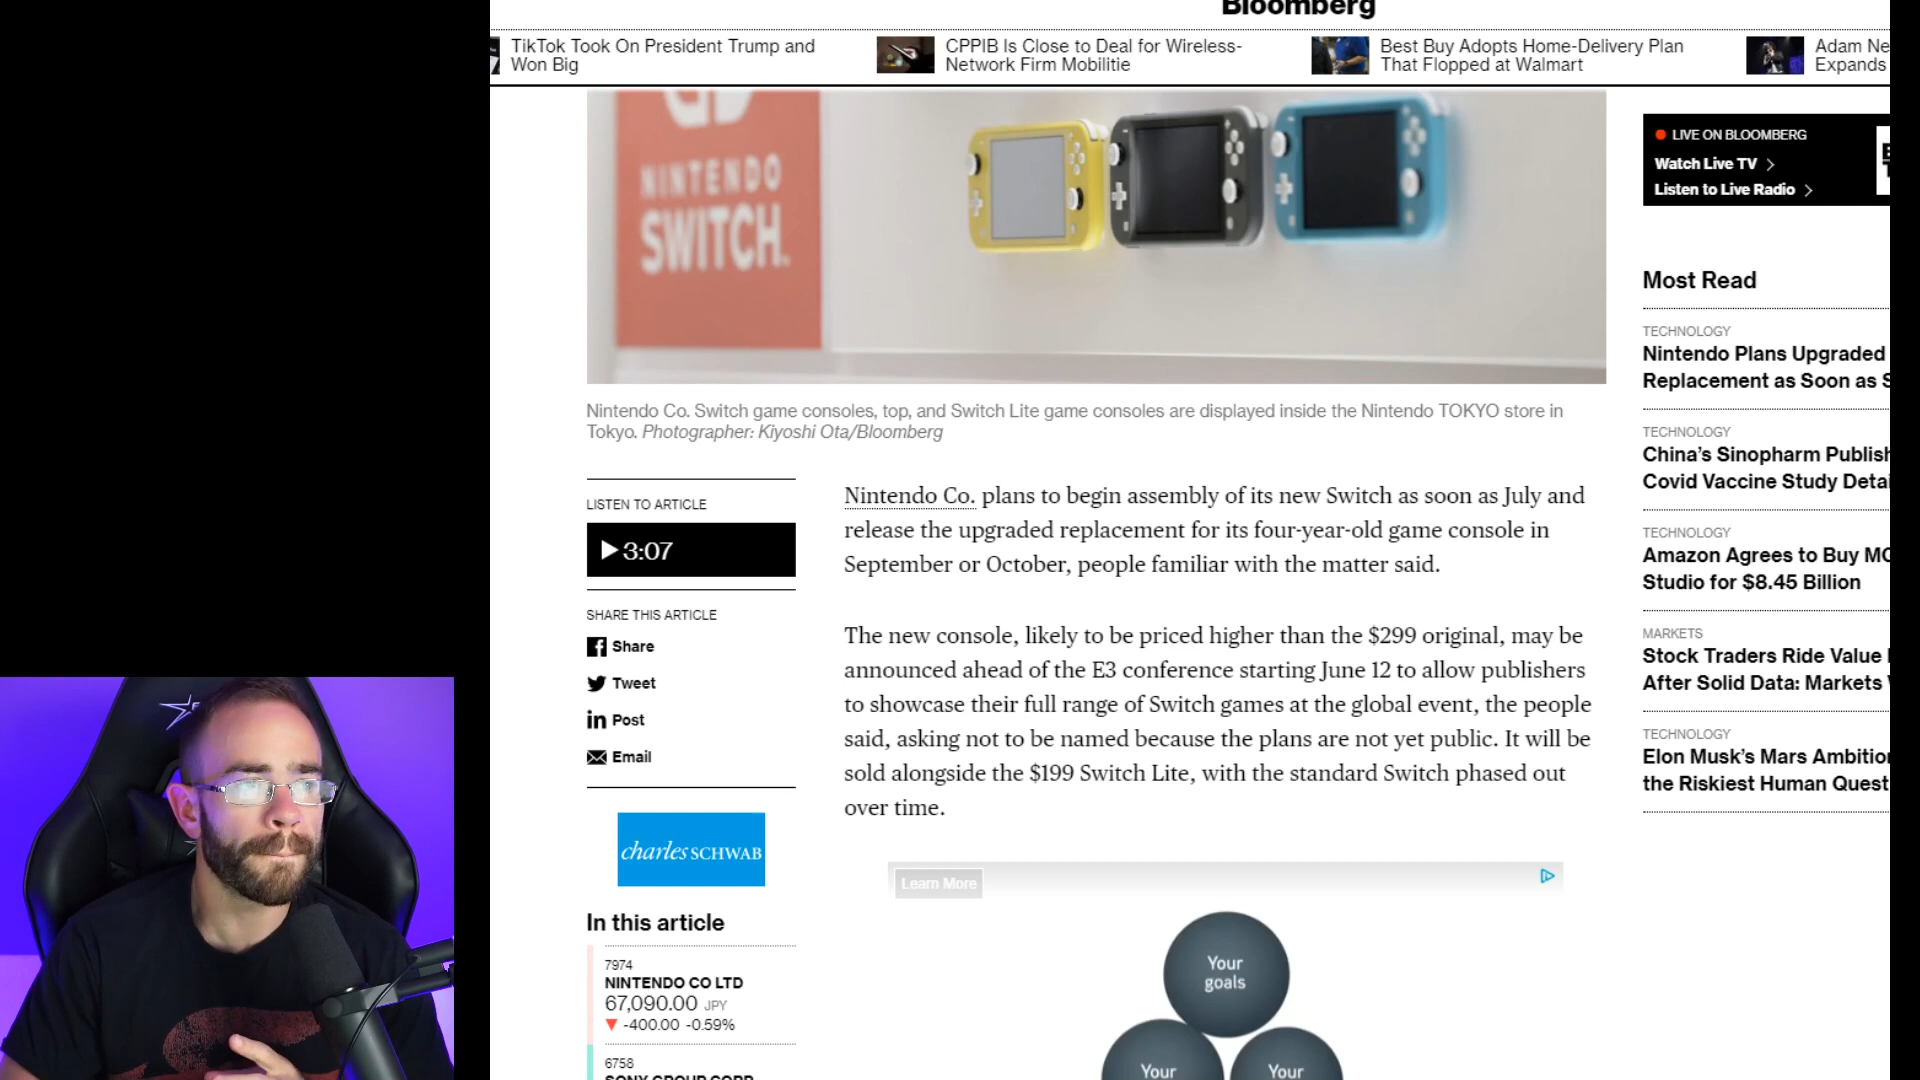 Bloomberg
TikTok Took On President Trump and
Won Big
CPPIB Is Close to Deal for Wireless-
Network Firm Mobilitie
Best Buy Adopts Home-Delivery Plan
That Flopped at Walmart
Adam Ne
Expands
NINTENDO
SWITCH.
LIVE ON BLOOMBERG
Watch Live TV
Listen to Live Radio
Nintendo Co. Switch game consoles, top, and Switch Lite game consoles are displayed inside the Nintendo TOKYO store in
Tokyo. Photographer: Kiyoshi Ota/Bloomberg
LISTEN TO ARTICLE
3:07
SHARE THIS ARTICLE
Share
Tweet
Post
Email
charles SCHWAB
In this article
7974
NINTENDO CO LTD
67,090.00 JPY
▼ -400.00 -0.59%
6758
SONY GROUP CORP
Nintendo Co. plans to begin assembly of its new Switch as soon as July and
release the upgraded replacement for its four-year-old game console in
September or October, people familiar with the matter said.
The new console, likely to be priced higher than the $299 original, may be
announced ahead of the E3 conference starting June 12 to allow publishers
to showcase their full range of Switch games at the global event, the people
said, asking not to be named because the plans are not yet public. It will be
sold alongside the $199 Switch Lite, with the standard Switch phased out
over time.
Learn More
Your
goals
Your
Your
Most Read
TECHNOLOGY
Nintendo Plans Upgraded
Replacement as Soon as S
TECHNOLOGY
China's Sinopharm Publish
Covid Vaccine Study Detai
TECHNOLOGY
Amazon Agrees to Buy MG
Studio for $8.45 Billion
MARKETS
Stock Traders Ride Value
After Solid Data: Markets
TECHNOLOGY
Elon Musk's Mars Ambition
the Riskiest Human Quest